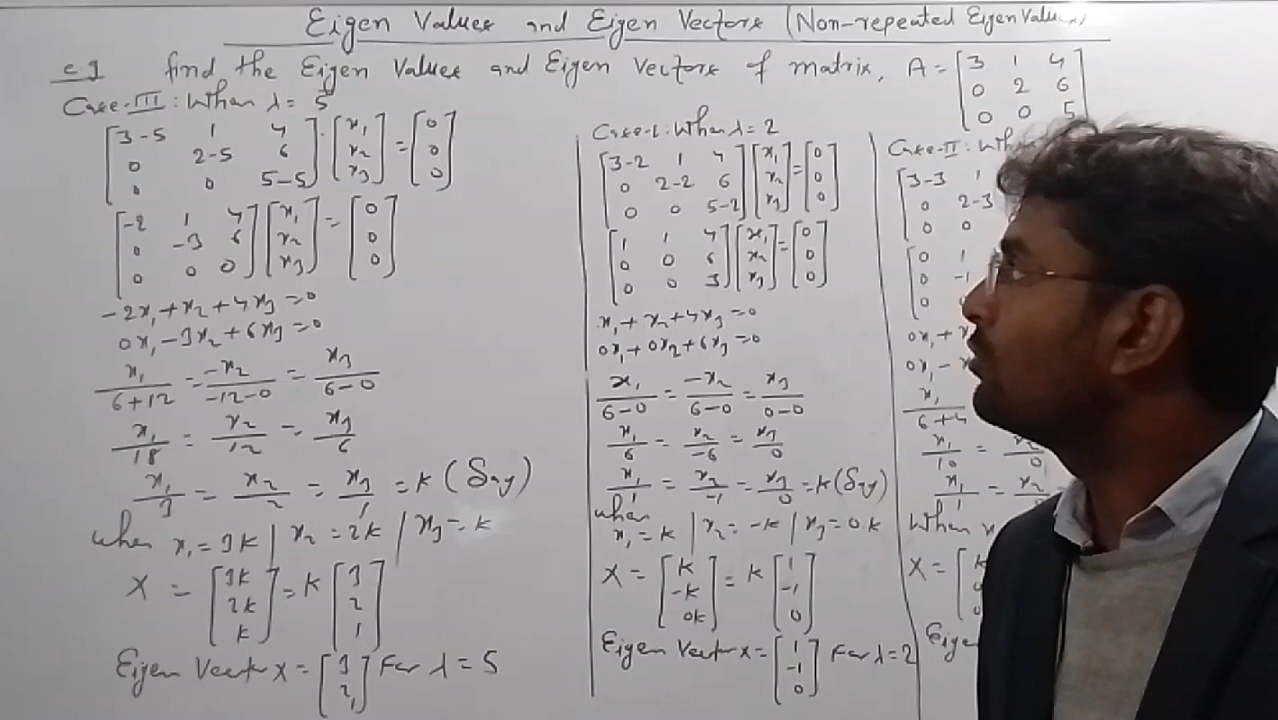 Eigen Values and Eigen Vectors (Non-repeated Eigen Values)
eg find the Eigen Values and Eigen Vectors of matrix, A = [3 1 4
0 2 6
0 0 5]
Case-III: When λ = 5
[3-5 1 4
0 2-5 6
0 0 5-5] · [x₁ x₂ x₃] = [0 0 0]
[-2 1 4
0 -3 6
0 0 0] [x₁ x₂ x₃] = [0 0 0]
-2x₁ + x₂ + 4x₃ = 0
0x₁ - 3x₂ + 6x₃ = 0
x₁/6+12 = -x₂/-12-0 = x₃/6-0
x₁/18 = x₂/12 = x₃/6
x₁/3 = x₂/2 = x₃/1 = k (Say)
when x₁ = 3k | x₂ = 2k | x₃ = k
X = [3k 2k k] = k [3 2 1]
Eigen Vector X = [3 2 1] For λ = 5
Case-I: When λ = 2
[3-2 1 4
0 2-2 6
0 0 5-2] [x₁ x₂ x₃] = [0 0 0]
[1 1 4
0 0 6
0 0 3] [x₁ x₂ x₃] = [0 0 0]
x₁ + x₂ + 4x₃ = 0
0x₁ + 0x₂ + 6x₃ = 0
x₁/6-0 = -x₂/6-0 = x₃/0-0
x₁/6 = x₂/-6 = x₃/0
x₁/1 = x₂/-1 = x₃/0 = k (Say)
when
x₁ = k | x₂ = -k | x₃ = 0k
X = [k -k 0k] = k [1 -1 0]
Eigen Vector X = [1 -1 0] For λ = 2
Case-II: Wh
[3-3 1
0 2-3
0 0
[0 1
0 -1
0
0x₁ + x
0x₁ - x
x₁/6+4
x₁/10 = x₂/0
x₁/1 = x₂/0
When x
X = [k
0
0
Eigen